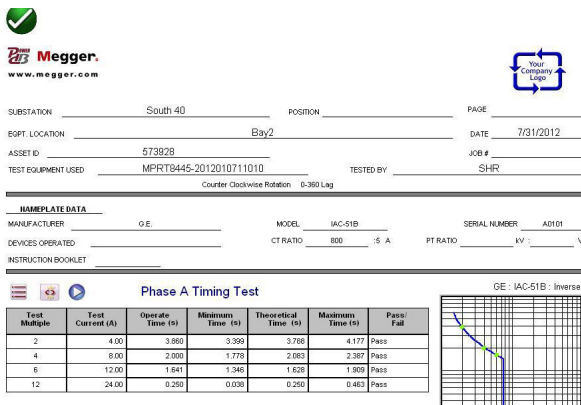 POWER DB Megger.
www.megger.com
Your Company Logo
SUBSTATION South 40 POSITION PAGE
EQPT. LOCATION Bay2 DATE 7/31/2012
ASSET ID 573928 JOB #
TEST EQUIPMENT USED MPRT8445-2012010711010 TESTED BY SHR
Counter Clockwise Rotation 0-360 Lag
NAMEPLATE DATA
MANUFACTURER G.E. MODEL IAC-51B SERIAL NUMBER A0101
DEVICES OPERATED CT RATIO 800 :5 A PT RATIO kV : V
INSTRUCTION BOOKLET
Phase A Timing Test
GE : IAC-51B : Inverse
Test Multiple Test Current (A) Operate Time (s) Minimum Time (s) Theoretical Time (s) Maximum Time (s) Pass/ Fail
2 4.00 3.860 3.399 3.788 4.177 Pass
4 8.00 2.000 1.778 2.083 2.387 Pass
6 12.00 1.641 1.346 1.628 1.909 Pass
12 24.00 0.250 0.038 0.250 0.463 Pass